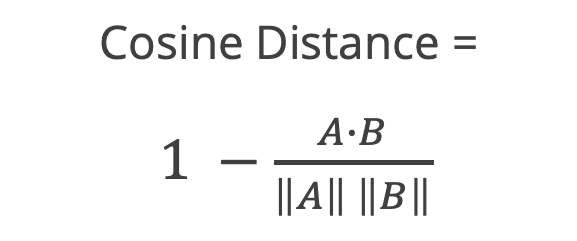 Cosine Distance =
1 − A·B
‖A‖ ‖B‖